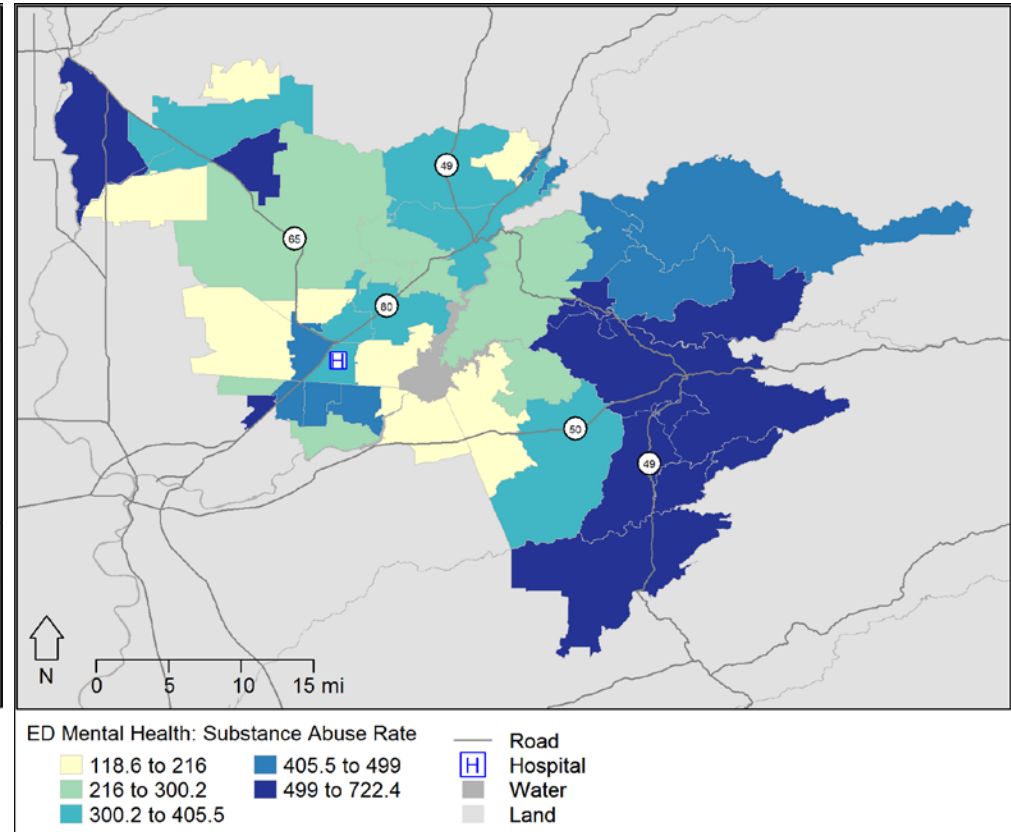 49
65
80
H
50
49
N
0 5 10 15 mi
ED Mental Health: Substance Abuse Rate
118.6 to 216
216 to 300.2
300.2 to 405.5
405.5 to 499
499 to 722.4
Road
H Hospital
Water
Land